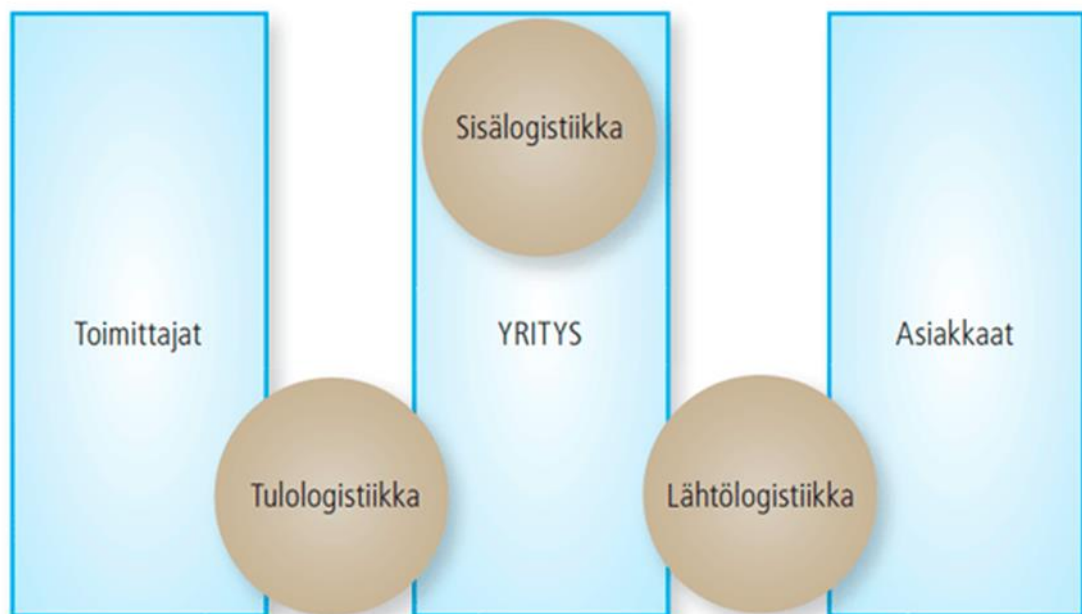 Sisälogistiikka
Toimittajat
YRITYS
Asiakkaat
Tulologistiikka
Lähtölogistiikka